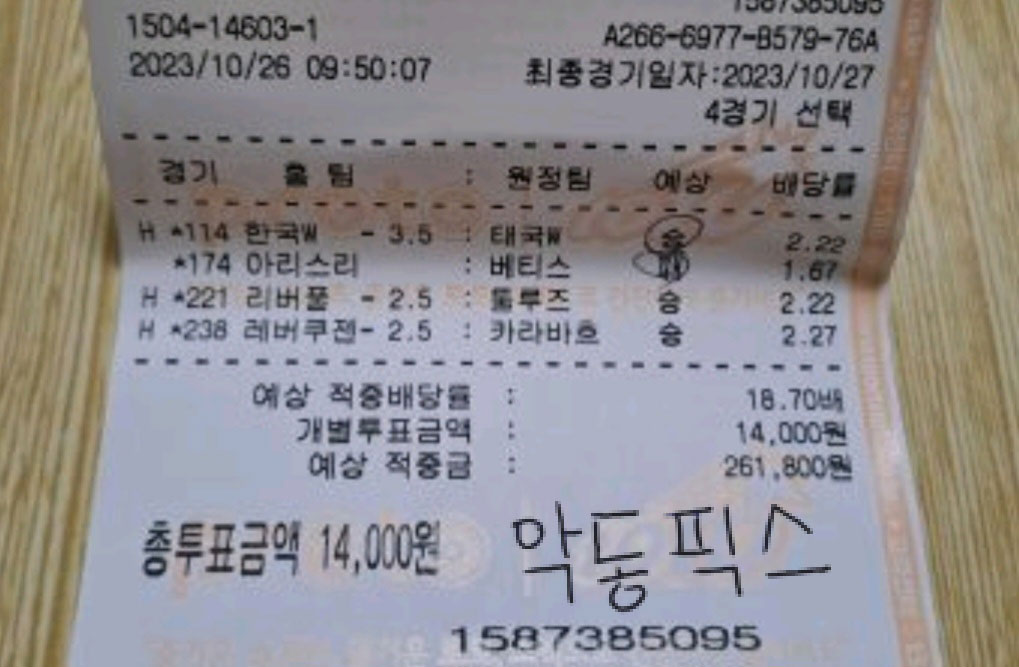 1587385095
1504-14603-1 A266-6977-B579-76A
2023/10/26 09:50:07 최종경기일자:2023/10/27
4경기 선택
경기 홈팀 : 원정팀 예상 배당률
H *114 한국W - 3.5 : 태국W 승 2.22
*174 아리스리 : 베티스 패 1.67
H *221 리버풀 - 2.5 : 툴루즈 승 2.22
H *238 레버쿠젠- 2.5 : 카라바흐 승 2.27
예상 적중배당률 : 18.70배
개별투표금액 : 14,000원
예상 적중금 : 261,800원
총투표금액 14,000원 악동픽스
1587385095